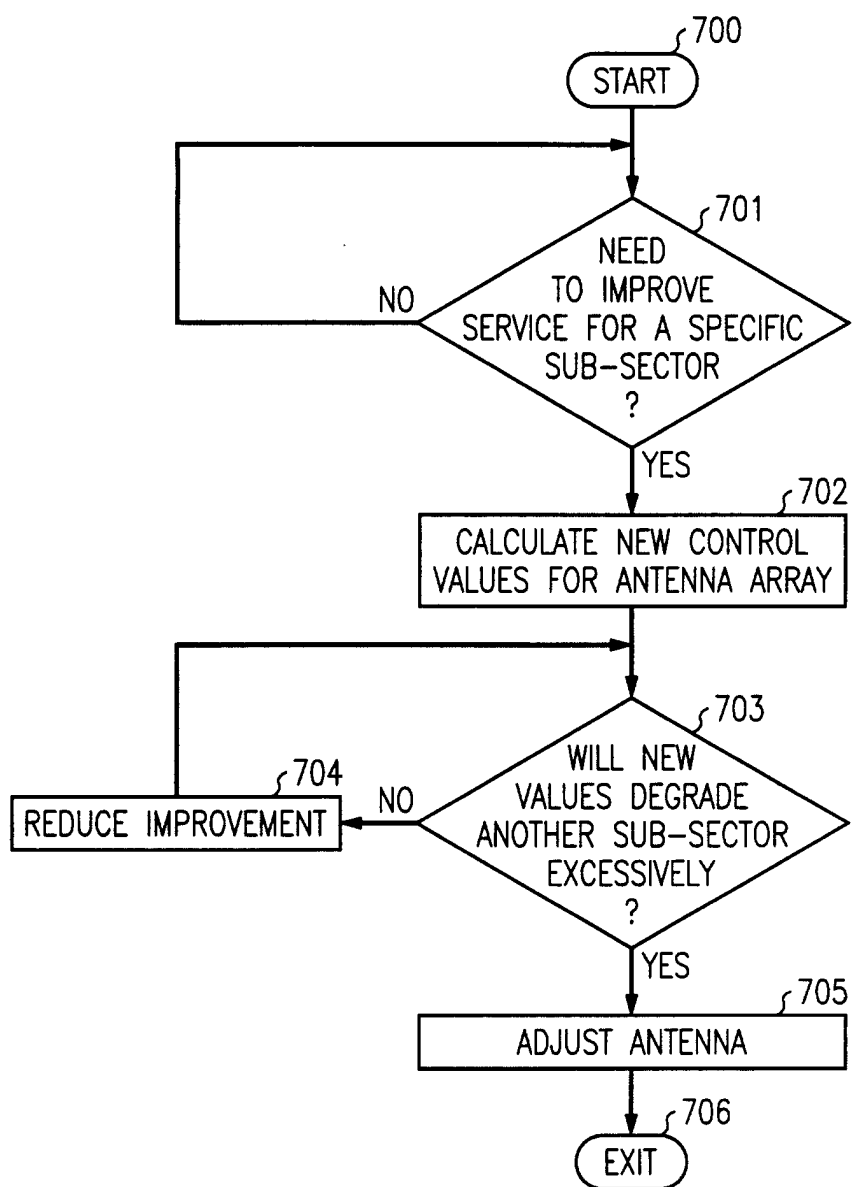 700
START
701
NEED
TO IMPROVE
SERVICE FOR A SPECIFIC
SUB-SECTOR
?
NO
YES
702
CALCULATE NEW CONTROL
VALUES FOR ANTENNA ARRAY
703
WILL NEW
VALUES DEGRADE
ANOTHER SUB-SECTOR
EXCESSIVELY
?
NO
704
REDUCE IMPROVEMENT
YES
705
ADJUST ANTENNA
706
EXIT